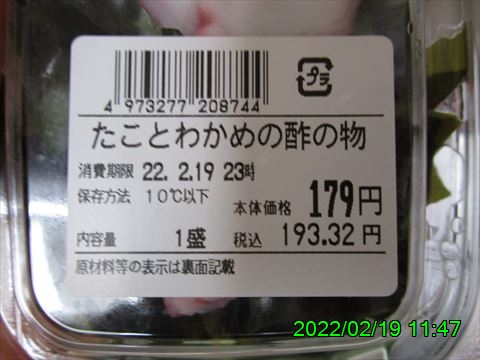 プラ
4 973277 208744
たことわかめの酢の物
消費期限 22. 2.19 23時
保存方法 10℃以下
本体価格 179円
内容量 1盛 税込 193.32 円
原材料等の表示は裏面記載
2022/02/19 11:47